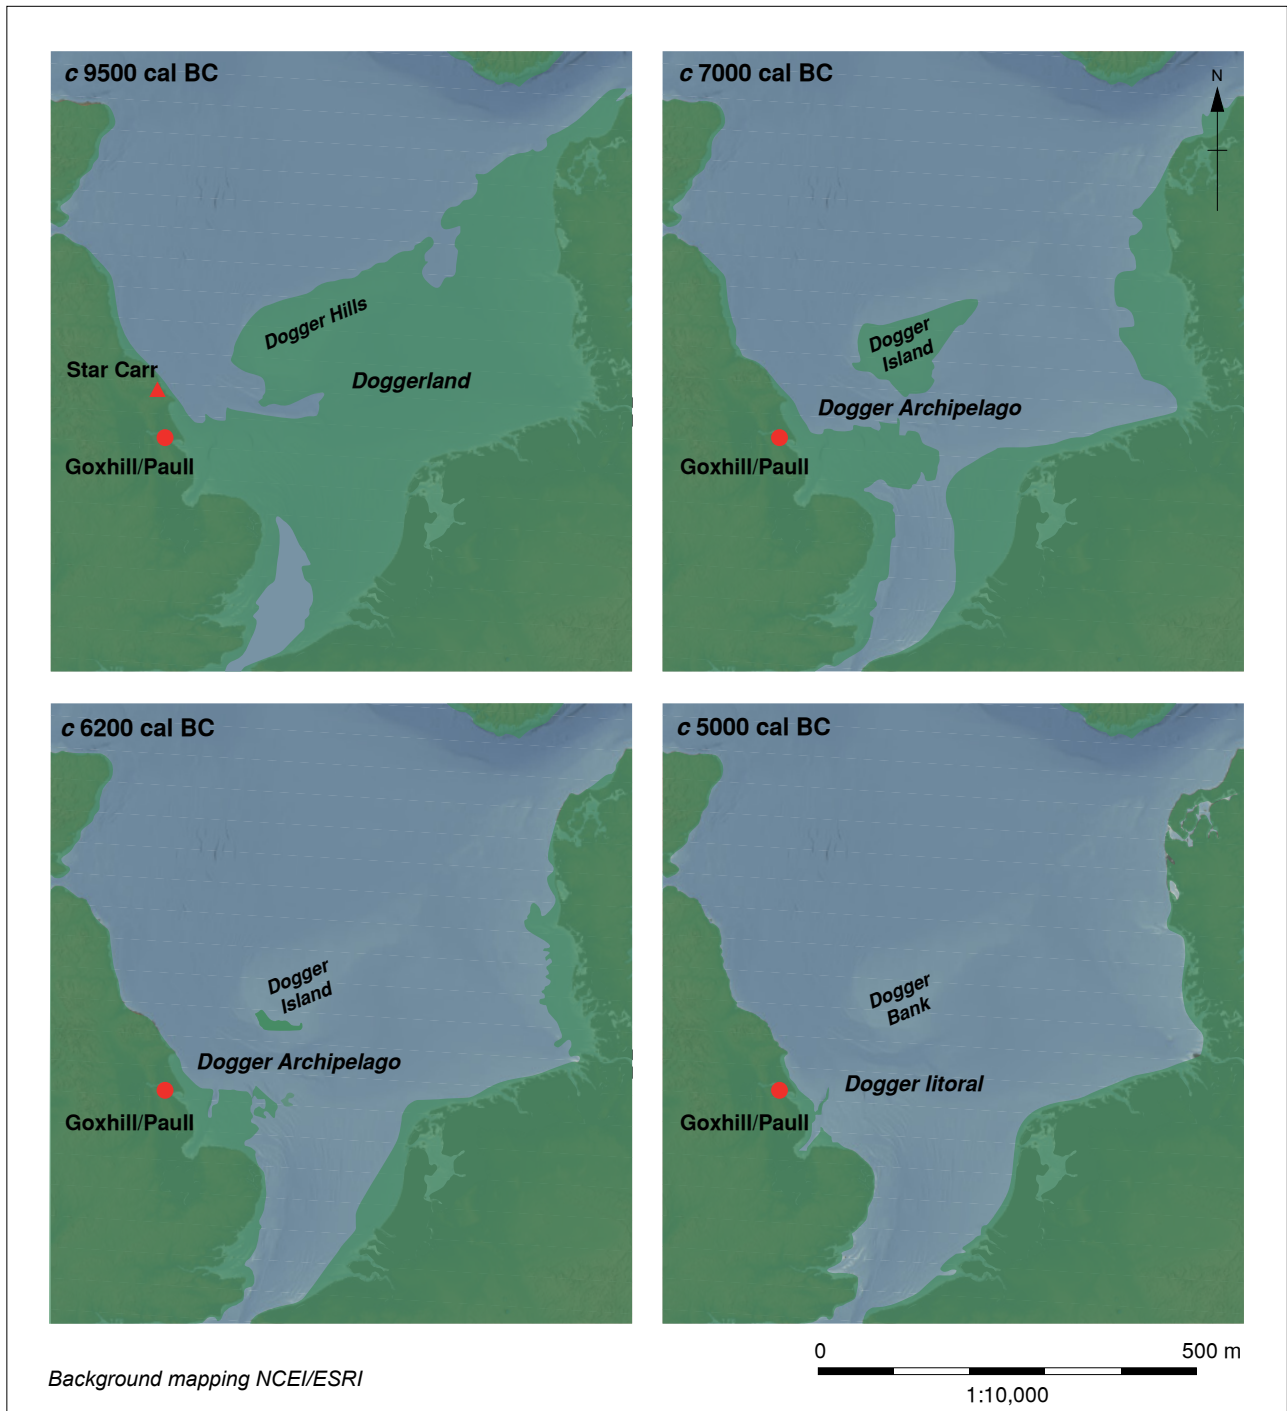 c 9500 cal BC
Dogger Hills
Star Carr
Doggerland
Goxhill/Paull
c 7000 cal BC
N
Dogger
Island
Dogger Archipelago
Goxhill/Paull
c 6200 cal BC
Dogger
Island
Dogger Archipelago
Goxhill/Paull
c 5000 cal BC
Dogger
Bank
Dogger litoral
Goxhill/Paull
Background mapping NCEI/ESRI
0 500 m
1:10,000